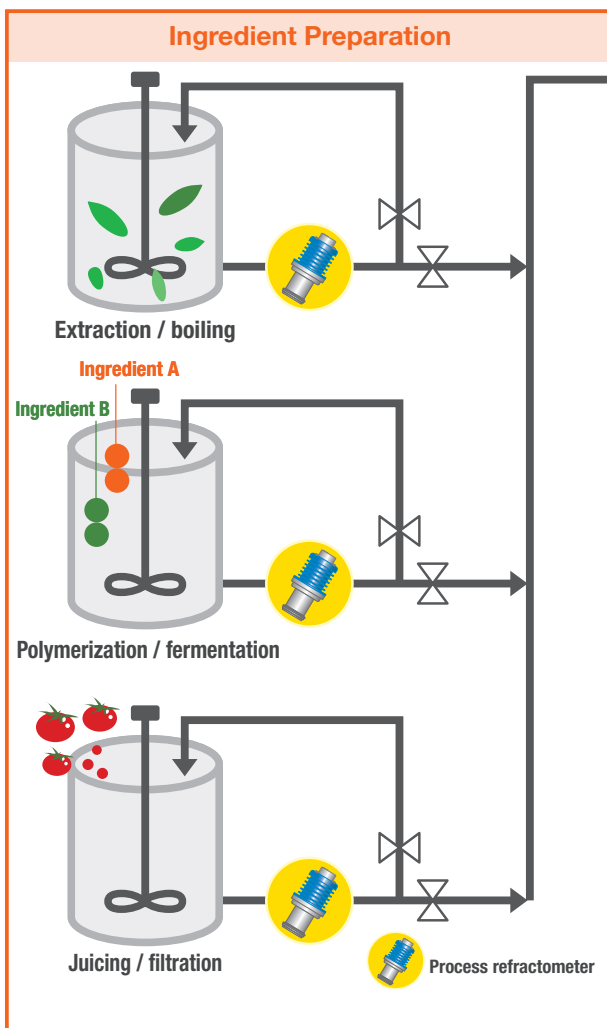 Ingredient Preparation
Extraction / boiling
Ingredient A
Ingredient B
Polymerization / fermentation
Juicing / filtration
Process refractometer